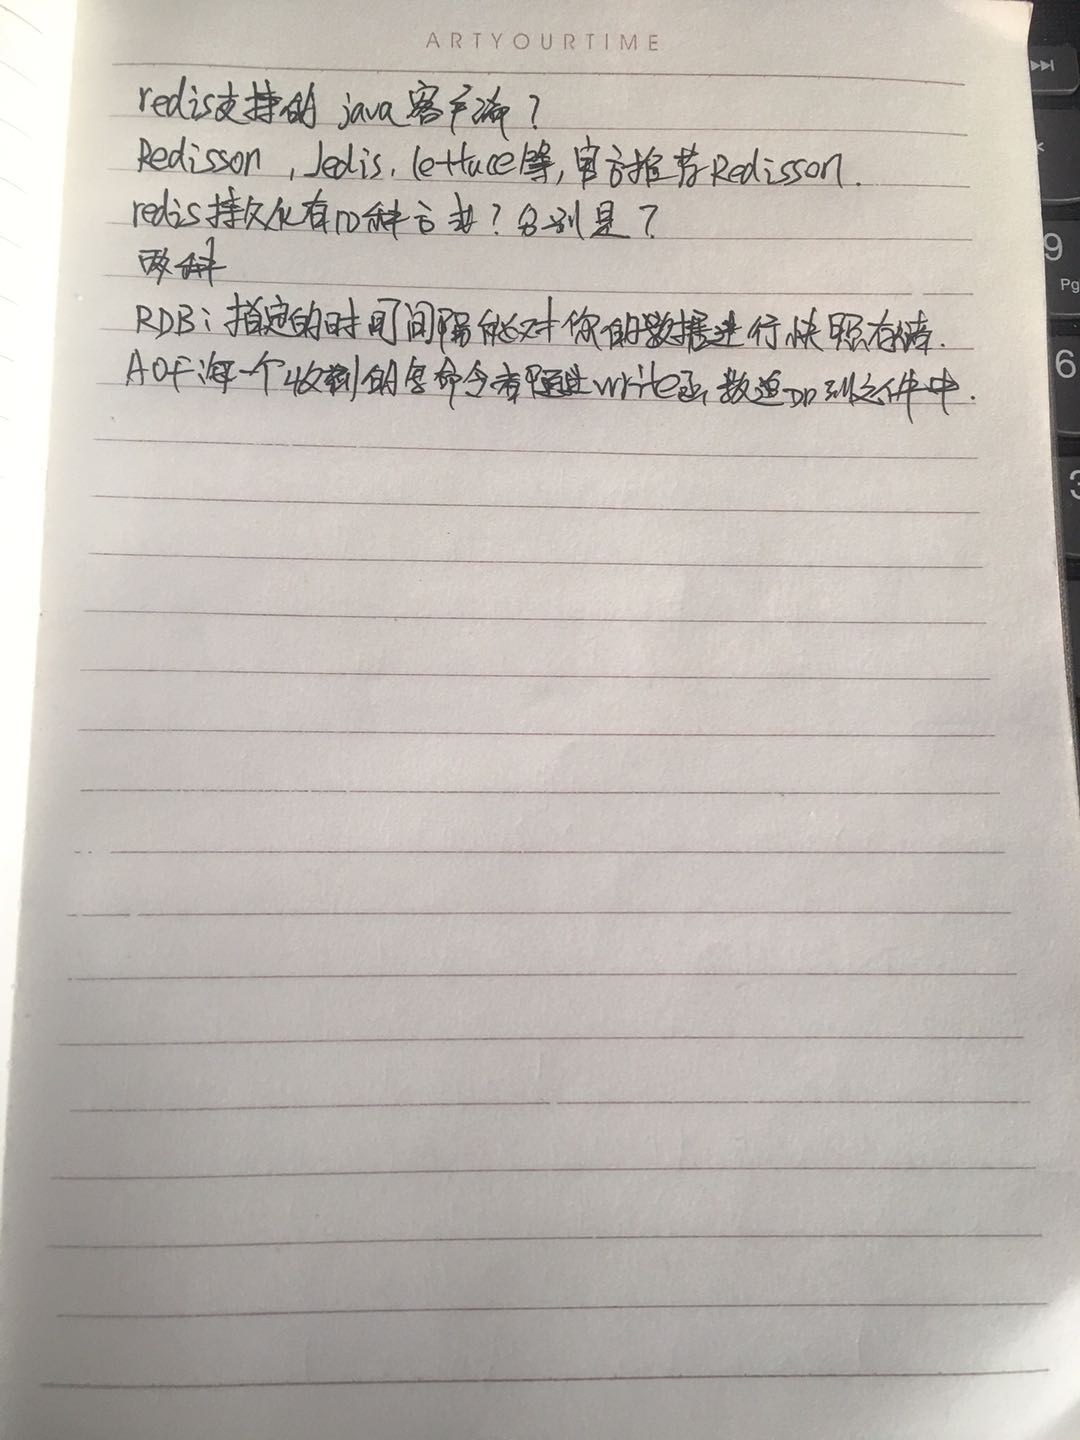 ARTYOURTIME
redis支持的 java客户端?
Redisson , Jedis, lettuce等, 官方推荐Redisson.
redis持久化有几种方式?分别是?
两种
RDB:指定的时间间隔能对你的数据进行快照存储.
AOF:每一个收到的写命令都通过write函数追加到文件中.
9
Pg
6
3